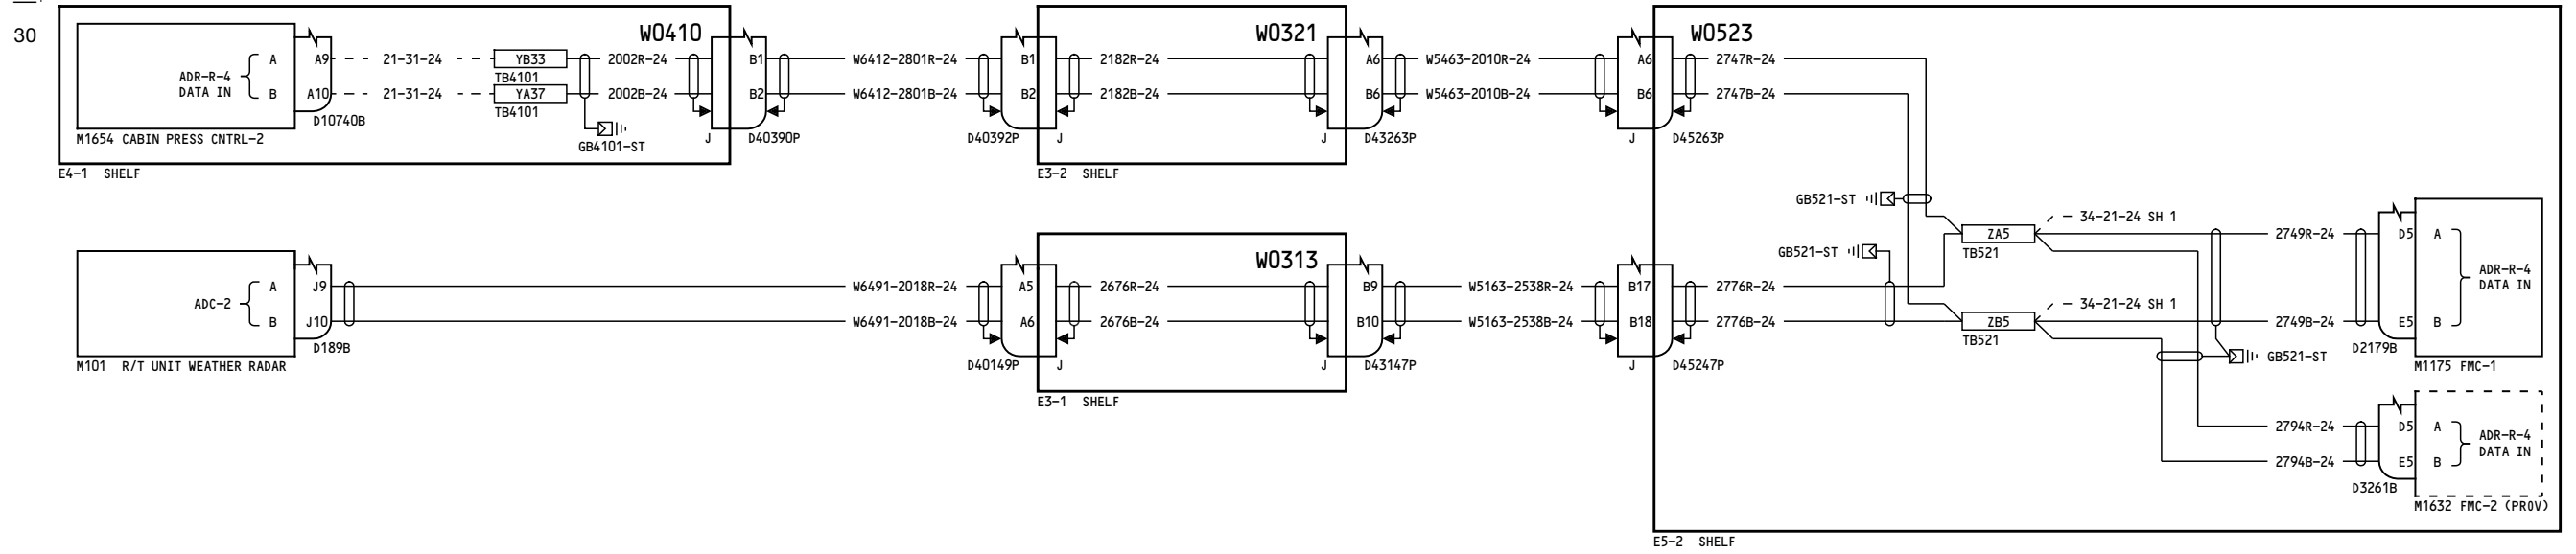 30
W0410
W0321
W0523
ADR-R-4
DATA IN
A
B
A9
A10
21-31-24
21-31-24
YB33
TB4101
YA37
TB4101
2002R-24
2002B-24
B1
B2
W6412-2801R-24
W6412-2801B-24
B1
B2
2182R-24
2182B-24
A6
B6
W5463-2010R-24
W5463-2010B-24
A6
B6
2747R-24
2747B-24
D10740B
M1654 CABIN PRESS CNTRL-2
GB4101-ST
J
D40390P
D40392P
J
J
D43263P
J
D45263P
E4-1 SHELF
E3-2 SHELF
GB521-ST
GB521-ST
34-21-24 SH 1
ZA5
TB521
34-21-24 SH 1
ZB5
TB521
2749R-24
2749B-24
D5
E5
A
B
ADR-R-4
DATA IN
D2179B
M1175 FMC-1
GB521-ST
W0313
ADC-2
A
B
J9
J10
D189B
M101 R/T UNIT WEATHER RADAR
W6491-2018R-24
W6491-2018B-24
A5
A6
2676R-24
2676B-24
B9
B10
W5163-2538R-24
W5163-2538B-24
B17
B18
2776R-24
2776B-24
D40149P
J
J
D43147P
J
D45247P
E3-1 SHELF
2794R-24
2794B-24
D5
E5
A
B
ADR-R-4
DATA IN
D3261B
M1632 FMC-2 (PROV)
E5-2 SHELF